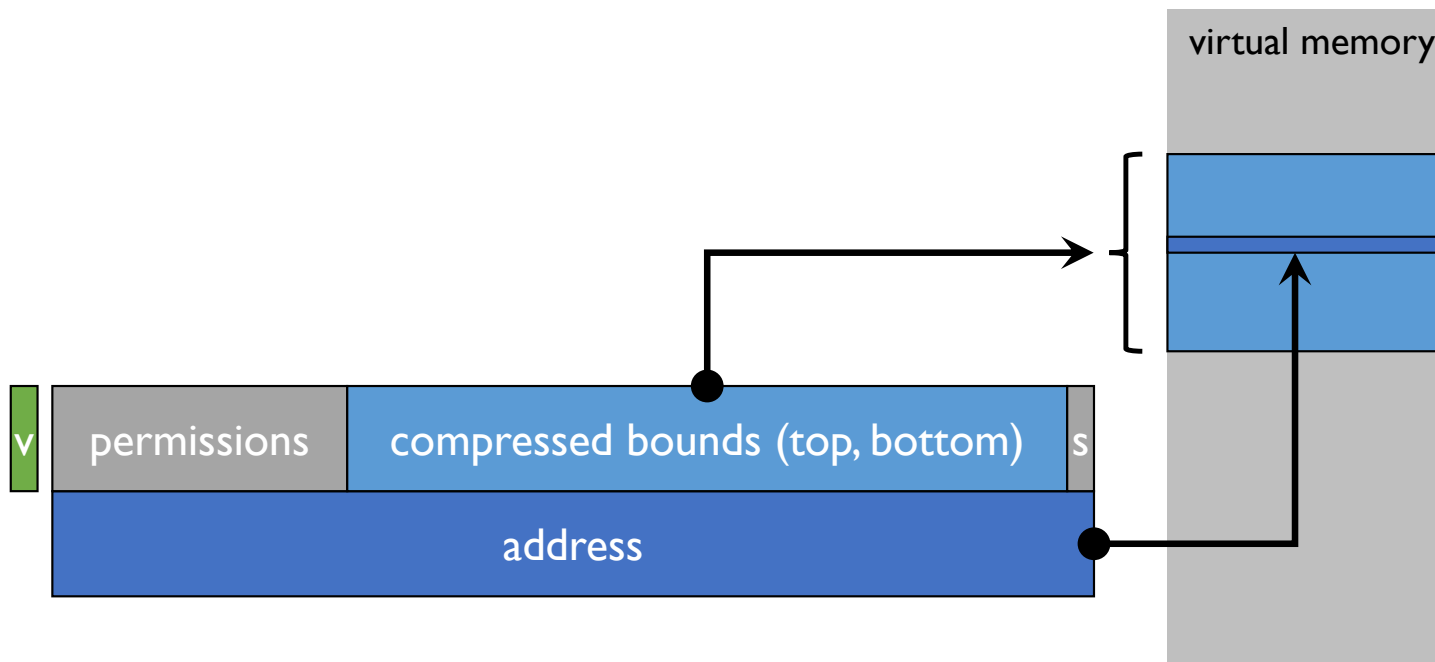 virtual memory
v
permissions
compressed bounds (top, bottom)
s
address